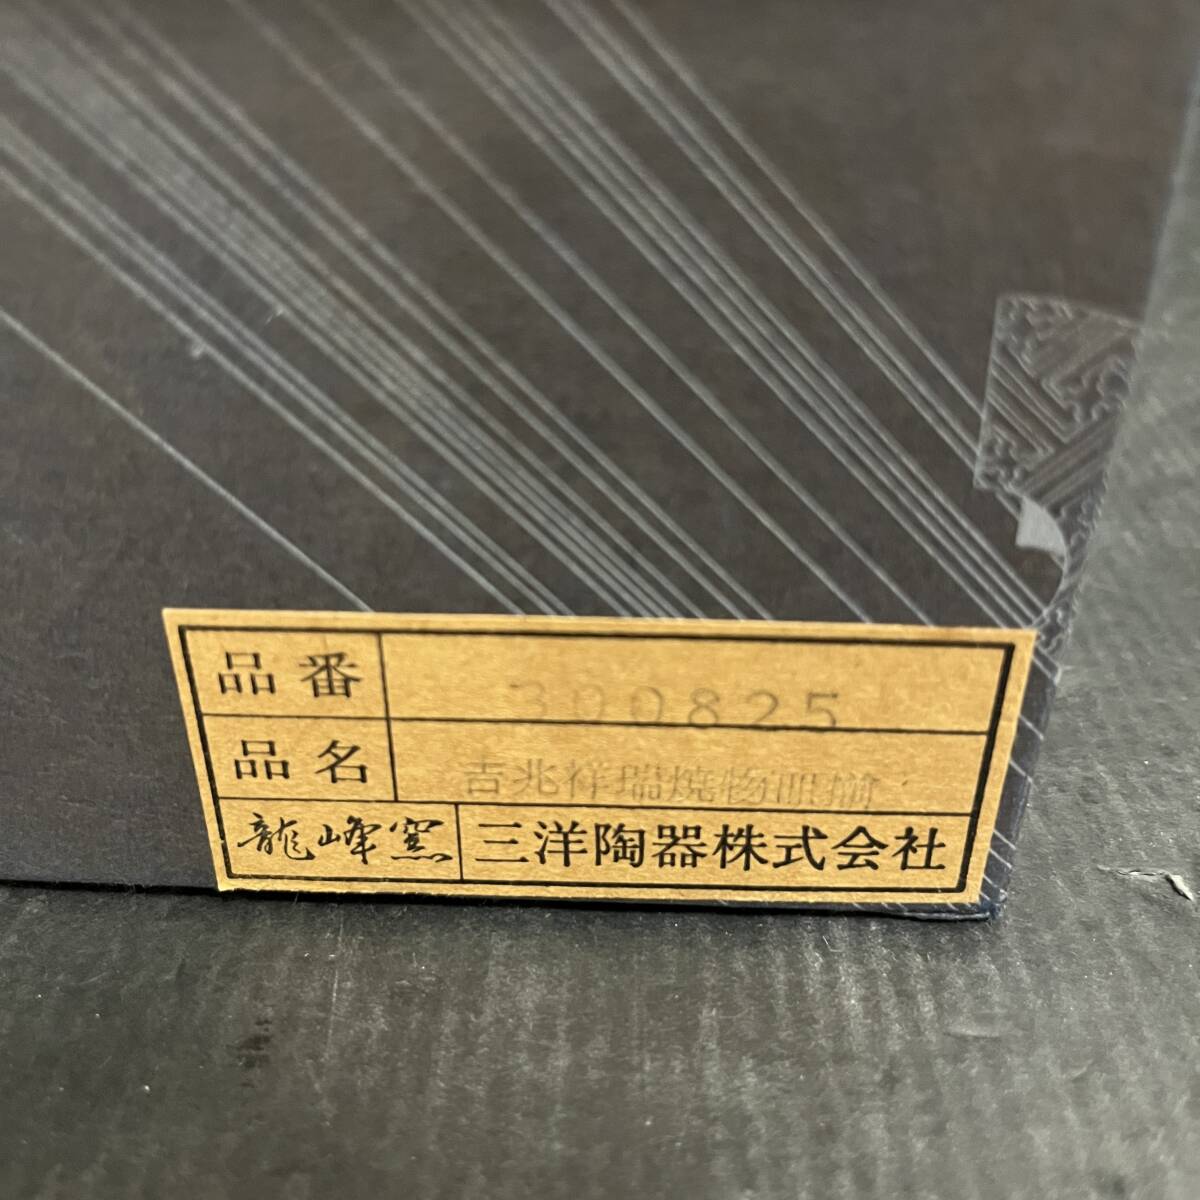 品番 300825
品名 吉兆祥瑞焼物皿揃
龍峰窯 三洋陶器株式会社